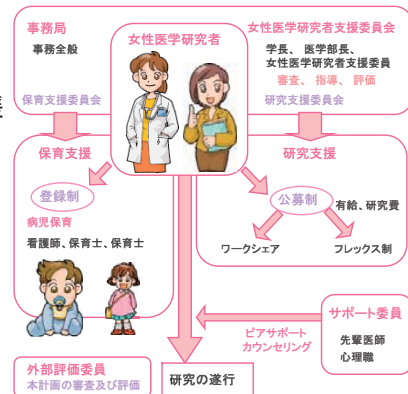 事務局
事務全般
保育支援委員会
女性医学研究者
女性医学研究者支援委員会
学長、 医学部長、
女性医学研究者支援委員
審査、 指導、 評価
研究支援委員会
保育支援
登録制
病児保育
看護師、保育士、保育士
研究支援
公募制
有給、研究費
ワークシェア
フレックス制
ピアサポート
カウンセリング
サポート委員
先輩医師
心理職
外部評価委員
本計画の審査及び評価
研究の遂行